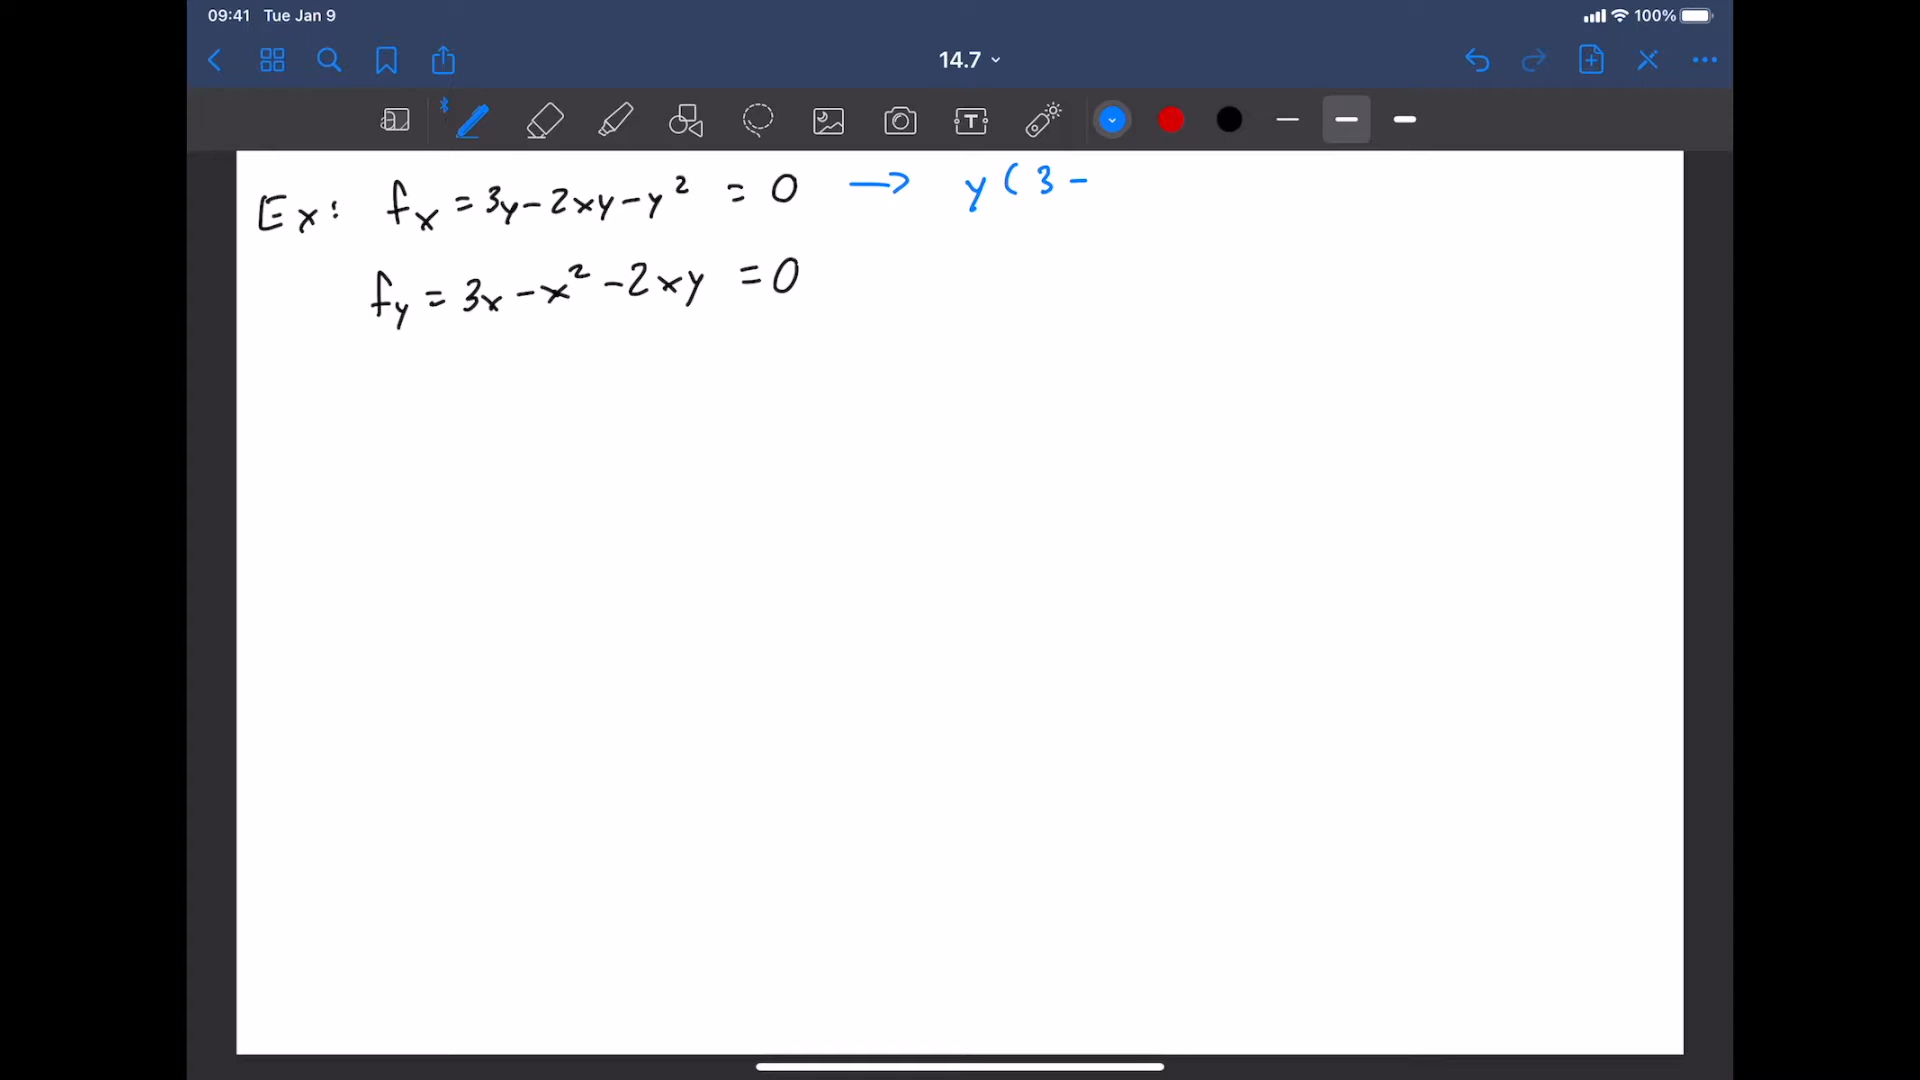 09:41 Tue Jan 9 100%
14.7
Ex: fₓ = 3y - 2xy - y² = 0 → y ( 3 -
f_y = 3x - x² - 2xy = 0